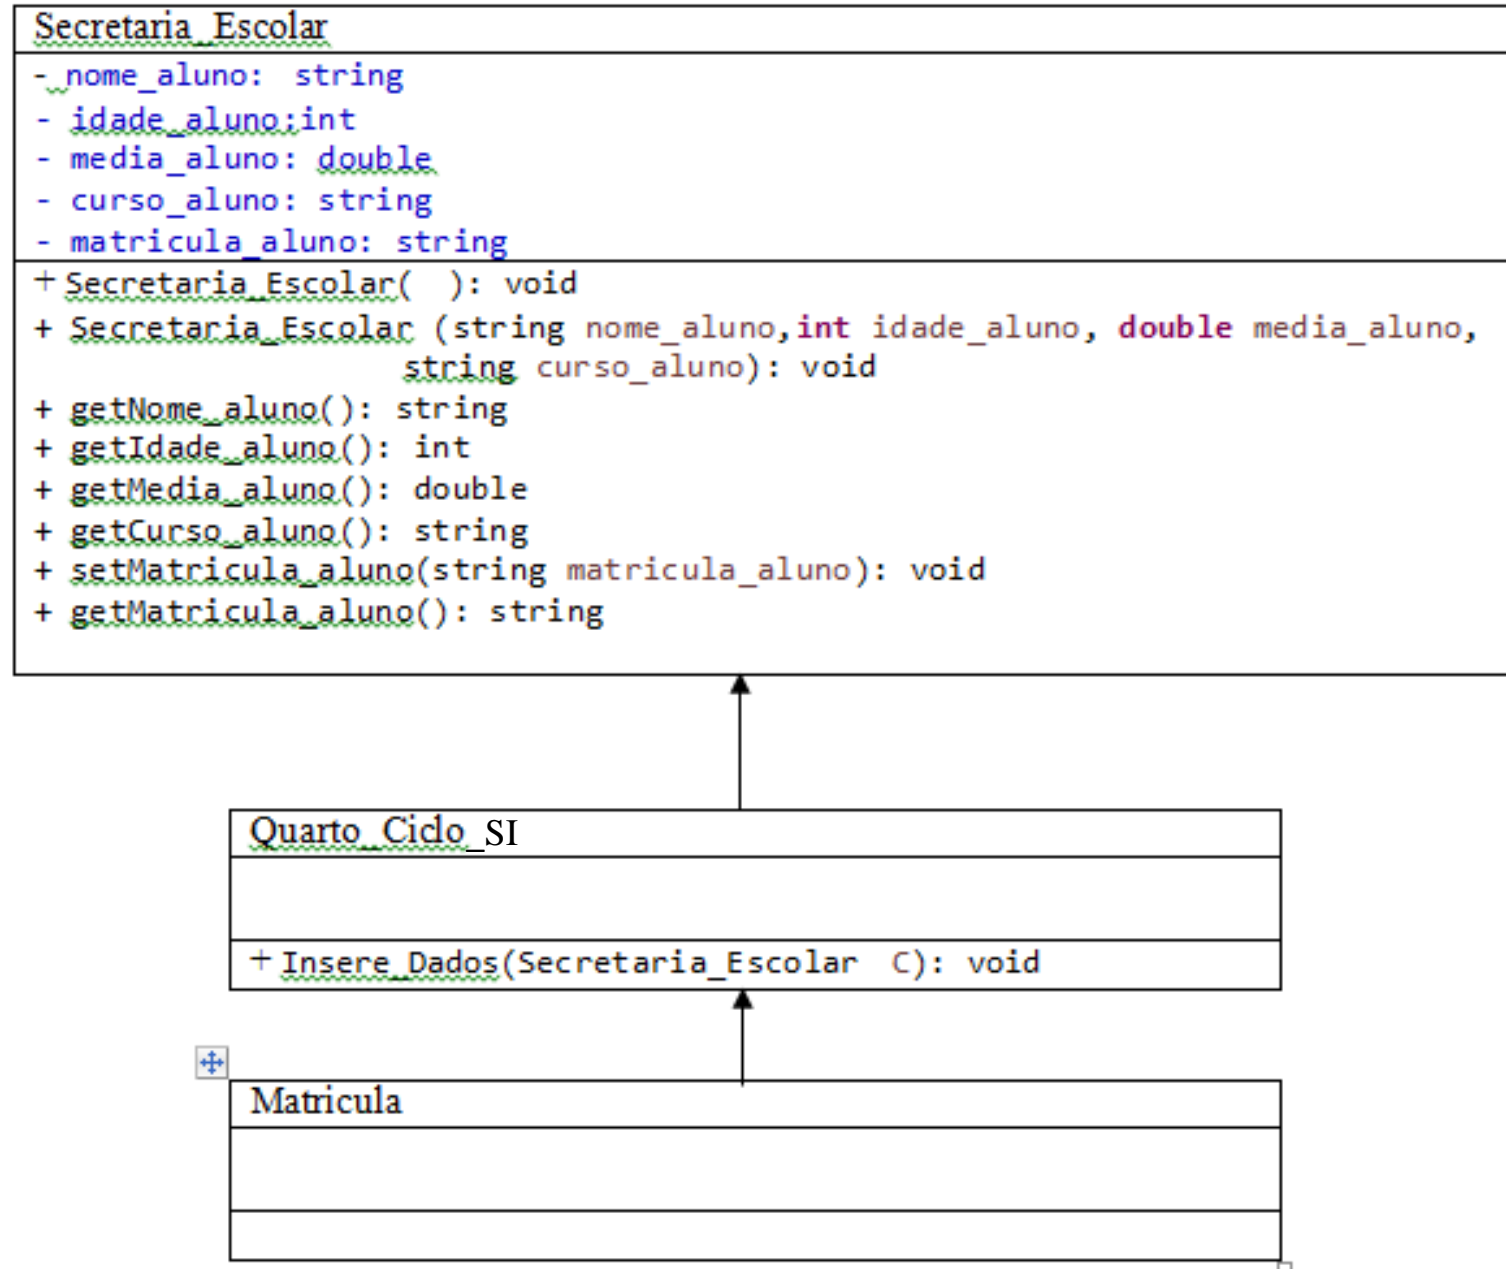 Secretaria_Escolar
- nome_aluno: string
- idade_aluno:int
- media_aluno: double
- curso_aluno: string
- matricula_aluno: string
+ Secretaria_Escolar( ): void
+ Secretaria_Escolar (string nome_aluno,int idade_aluno, double media_aluno,
string curso_aluno): void
+ getNome_aluno(): string
+ getIdade_aluno(): int
+ getMedia_aluno(): double
+ getCurso_aluno(): string
+ setMatricula_aluno(string matricula_aluno): void
+ getMatricula_aluno(): string
Quarto_Ciclo_SI
+ Insere_Dados(Secretaria_Escolar C): void
Matricula